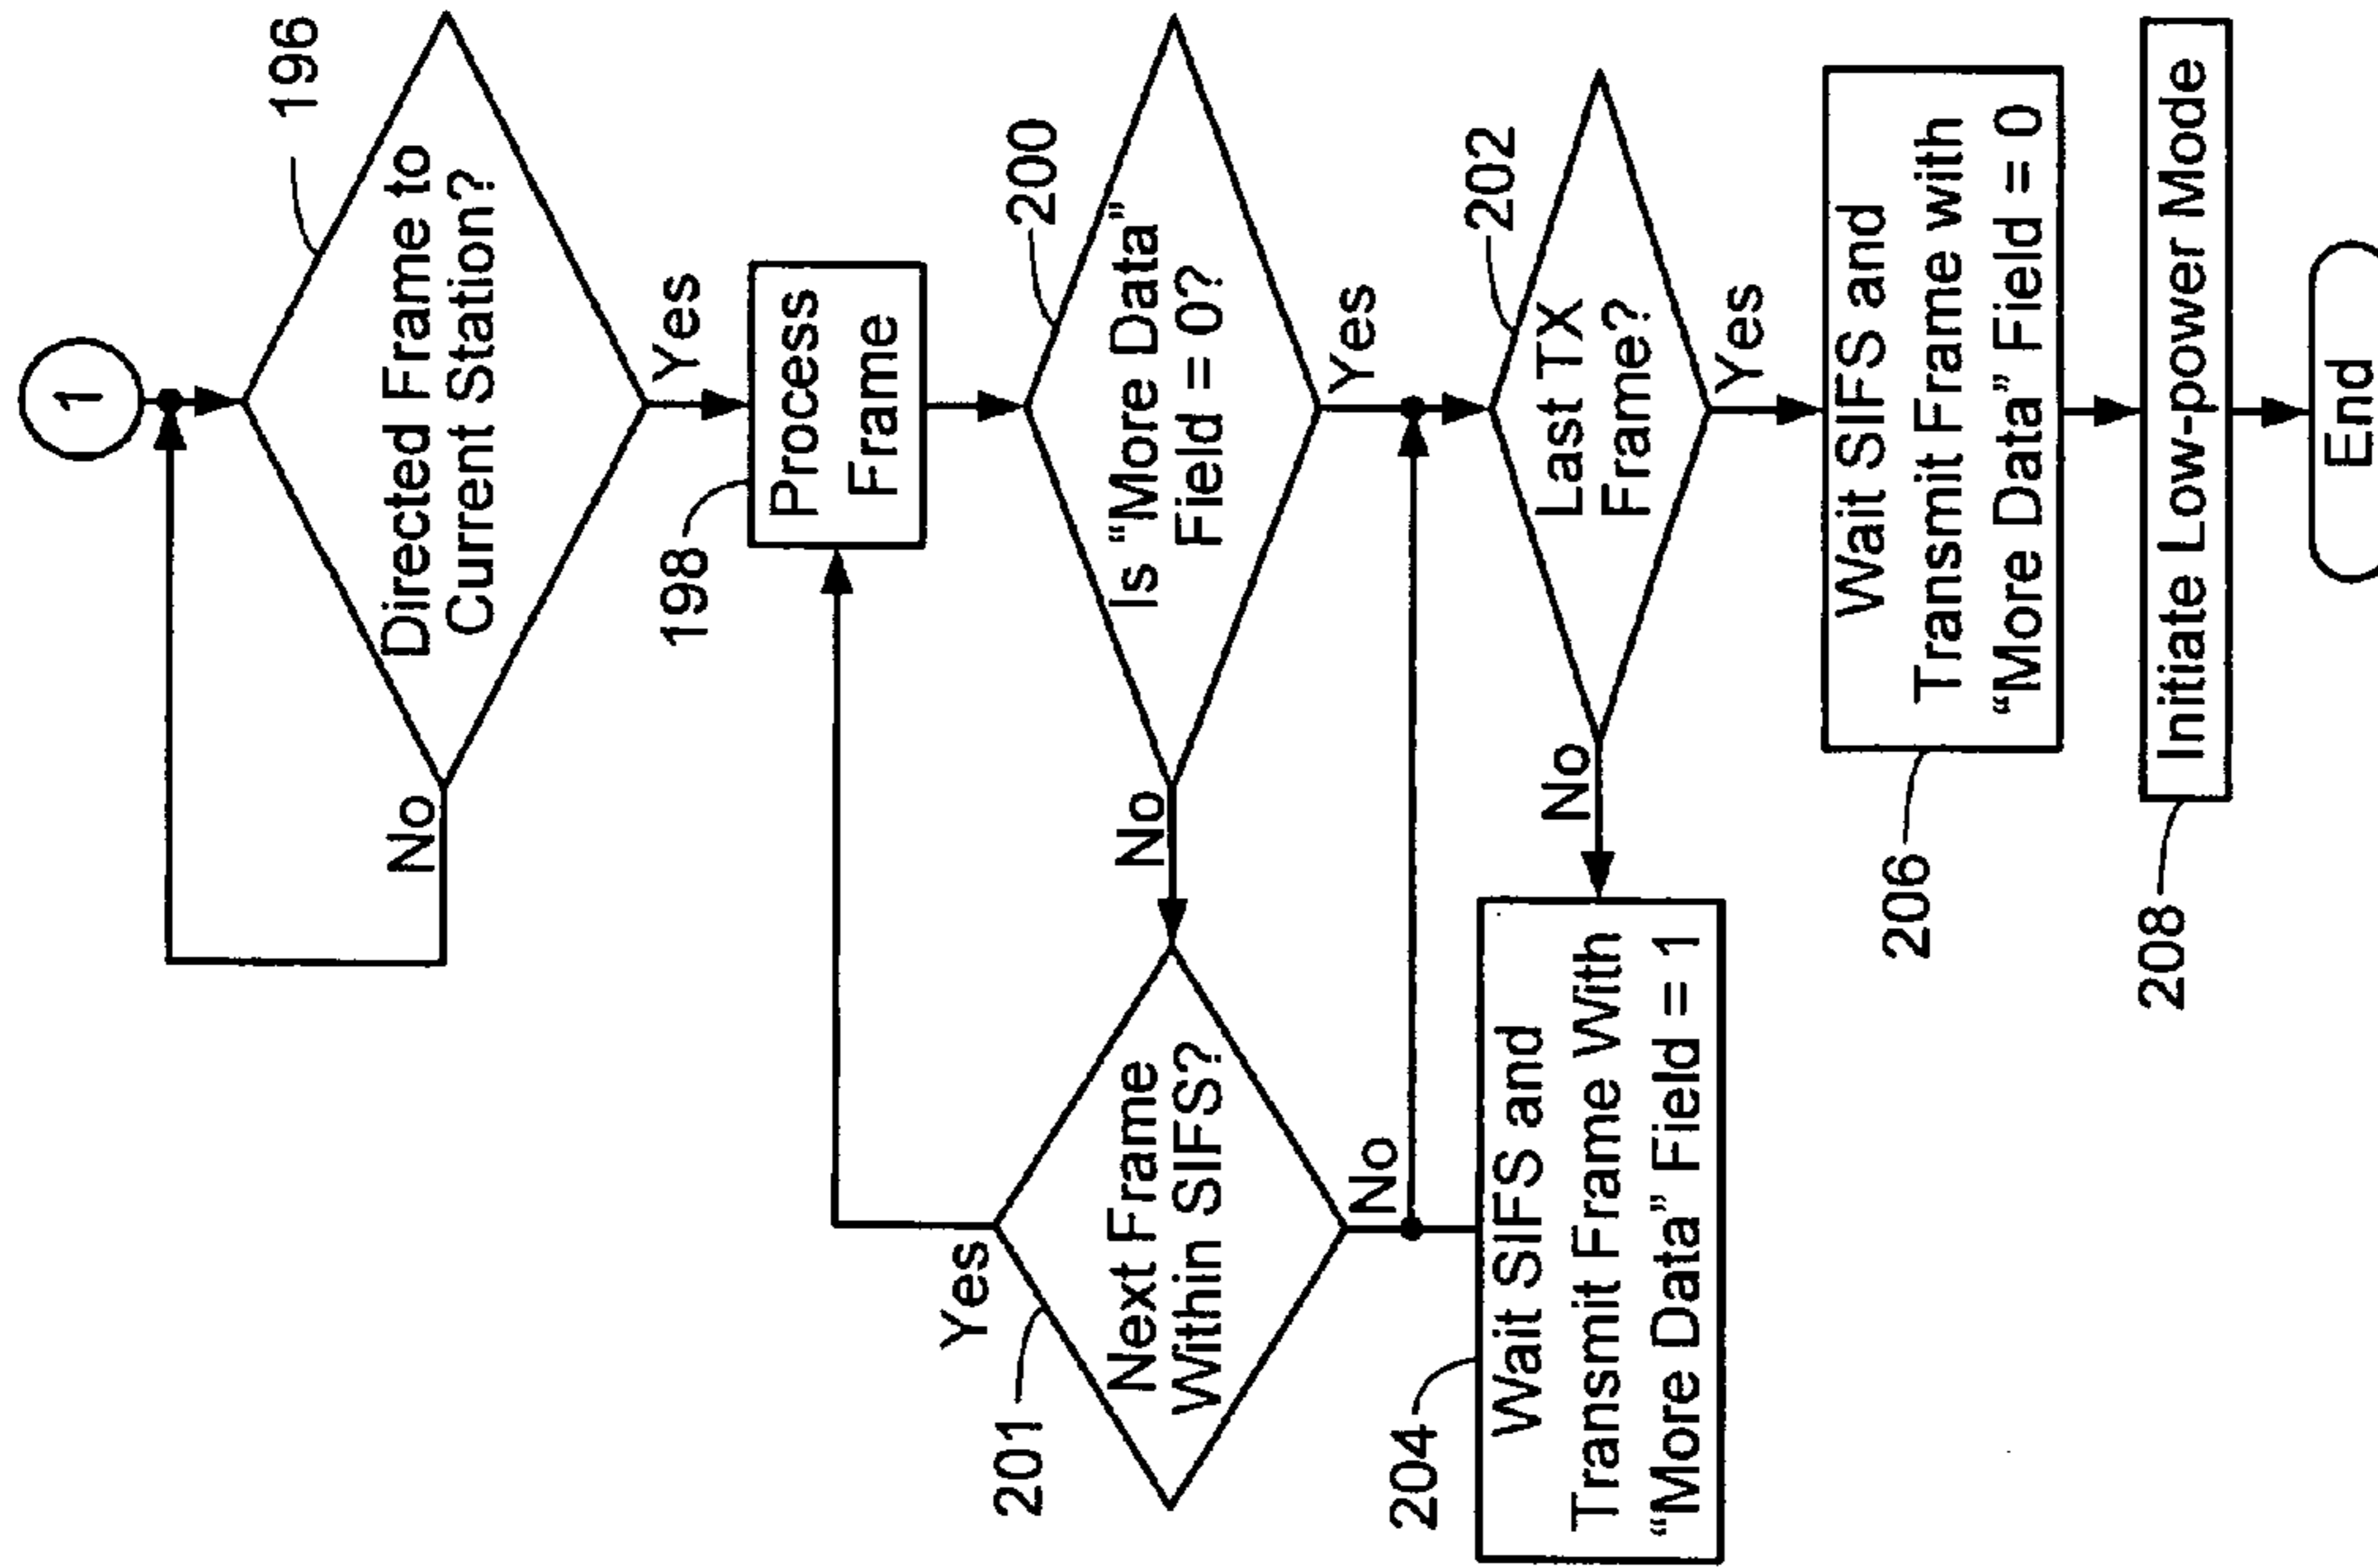 1
196
Directed Frame to
Current Station?
No
Yes
198
Process
Frame
200
Is “More Data”
Field = 0?
No
Yes
201
Next Frame
Within SIFS?
Yes
No
202
Last TX
Frame?
No
Yes
204
Wait SIFS and
Transmit Frame With
“More Data” Field = 1
206
Wait SIFS and
Transmit Frame with
“More Data” Field = 0
208
Initiate Low-power Mode
End